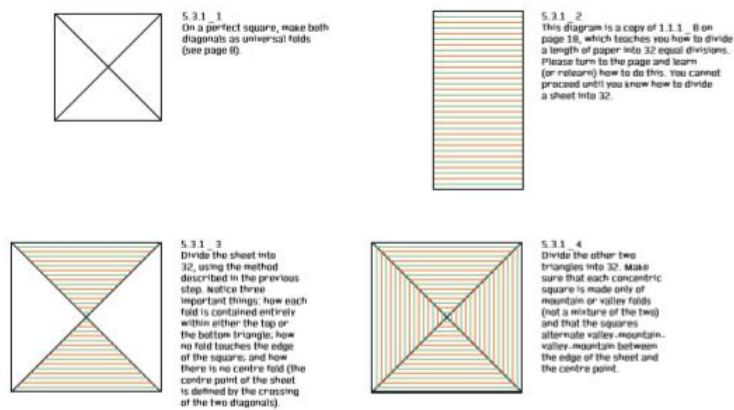 5.3.1 _ 1
On a perfect square, make both
diagonals as universal folds
(see page 8).
5.3.1 _ 2
This diagram is a copy of 1.1.1 _ 8 on
page 18, which teaches you how to divide
a length of paper into 32 equal divisions.
Please turn to the page and learn
(or relearn) how to do this. You cannot
proceed until you know how to divide
a sheet into 32.
5.3.1 _ 3
Divide the sheet into
32, using the method
described in the previous
step. Notice three
important things: how each
fold is contained entirely
within either the top or
the bottom triangle; how
no fold touches the edge
of the square; and how
there is no centre fold (the
centre point of the sheet
is defined by the crossing
of the two diagonals).
5.3.1 _ 4
Divide the other two
triangles into 32. Make
sure that each concentric
square is made only of
mountain or valley folds
(not a mixture of the two)
and that the squares
alternate valley-mountain-
valley-mountain between
the edge of the sheet and
the centre point.